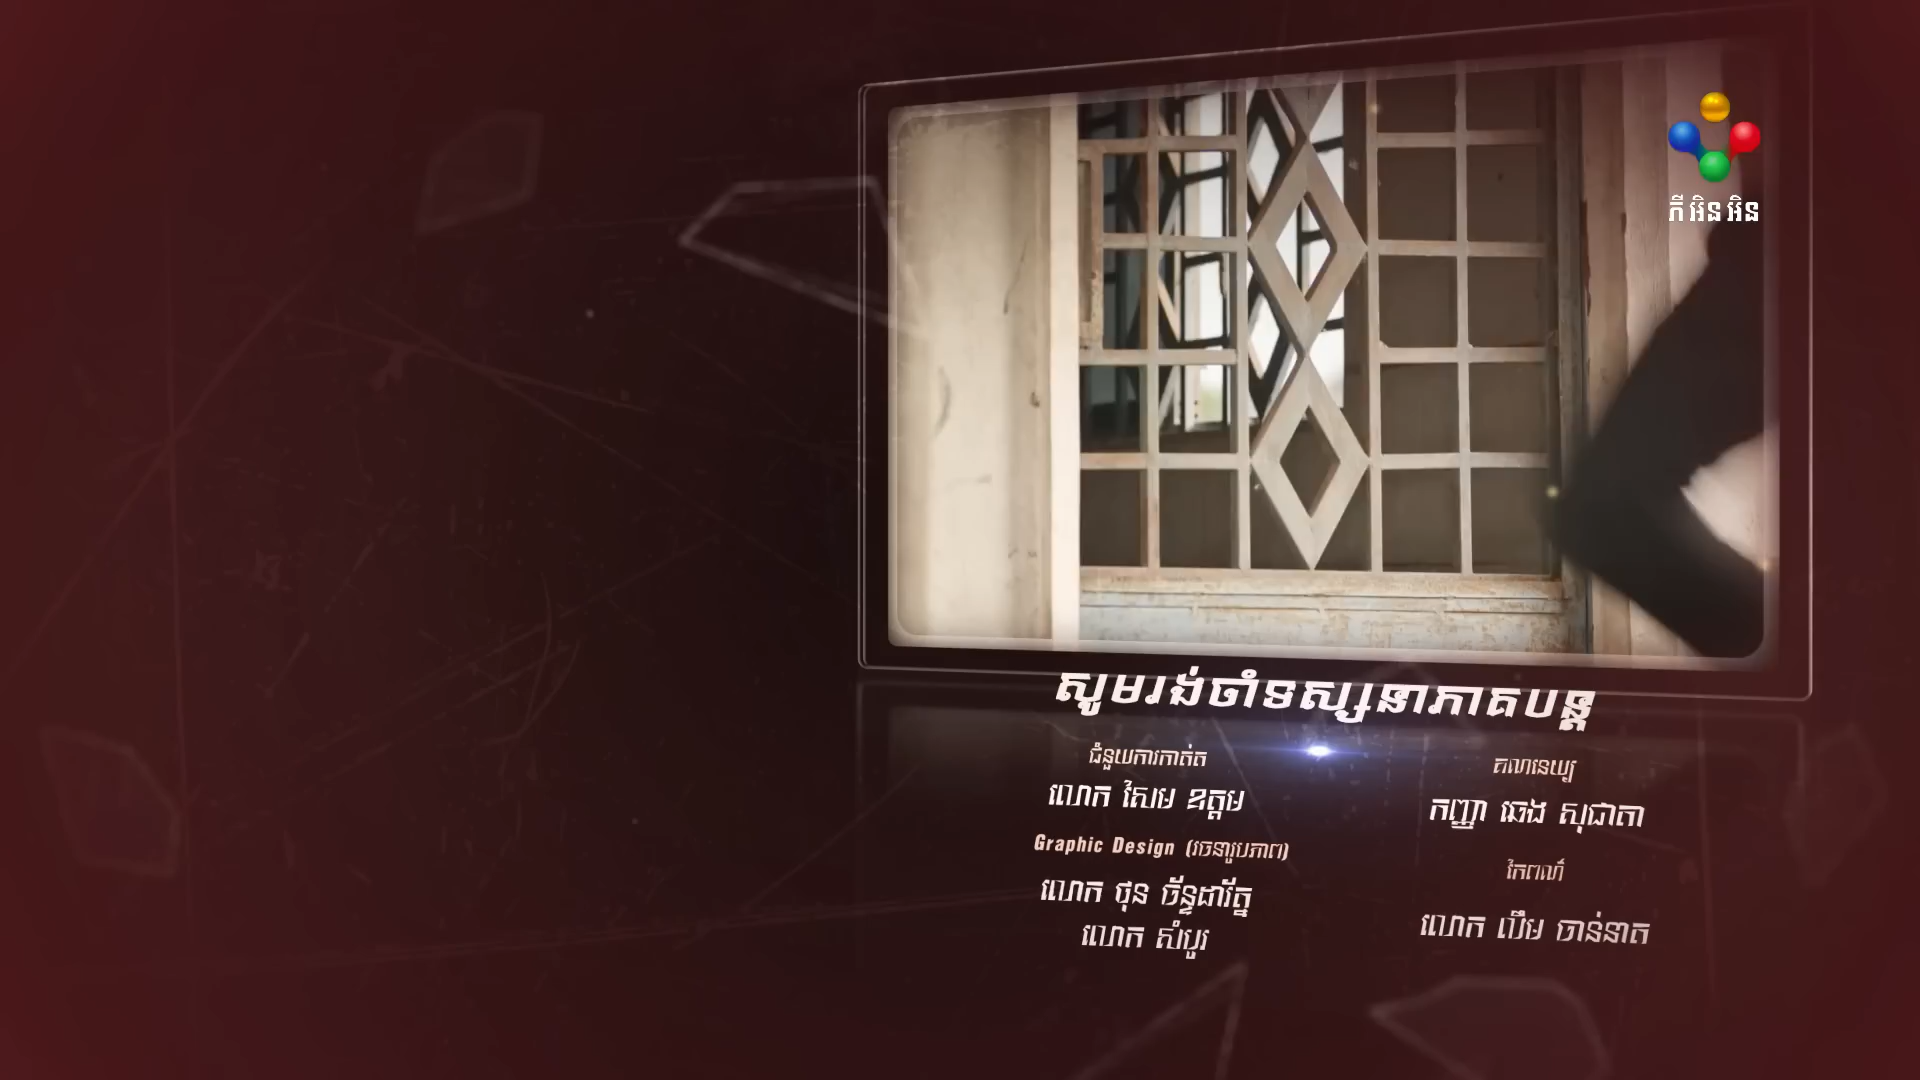 ភីអិនអិន
សូមរង់ចាំទស្សនាភាគបន្ត
ជំនួយការកាត់ត
លោក សៃម ឧត្តម
Graphic Design (រចនារូបភាព)
លោក ថុន ច័ន្ទដារ័ត្ន
លោក សំបូរ
គណនេយ្យ
កញ្ញា ឆេង សុជាតា
កែពណ៌
លោក លឹម ចាន់នាត